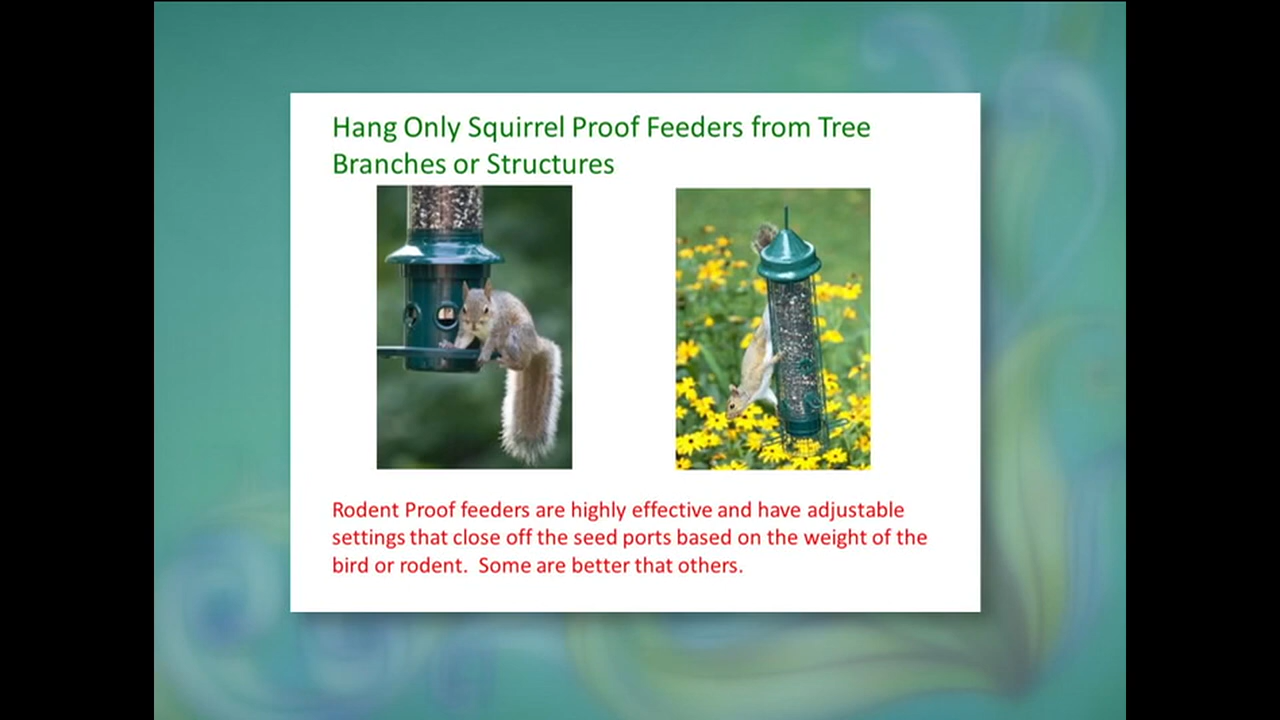 Hang Only Squirrel Proof Feeders from Tree
Branches or Structures
Rodent Proof feeders are highly effective and have adjustable
settings that close off the seed ports based on the weight of the
bird or rodent.  Some are better that others.